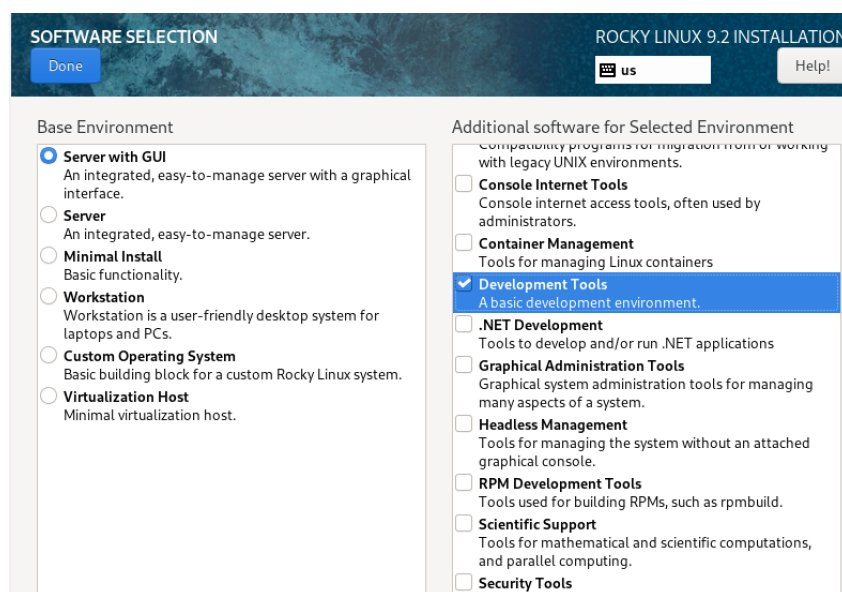 SOFTWARE SELECTION
ROCKY LINUX 9.2 INSTALLATION
Done
us
Help!
Base Environment
Server with GUI
An integrated, easy-to-manage server with a graphical
interface.
Server
An integrated, easy-to-manage server.
Minimal Install
Basic functionality.
Workstation
Workstation is a user-friendly desktop system for
laptops and PCs.
Custom Operating System
Basic building block for a custom Rocky Linux system.
Virtualization Host
Minimal virtualization host.
Additional software for Selected Environment
Compatibility programs for migration from or working
with legacy UNIX environments.
Console Internet Tools
Console internet access tools, often used by
administrators.
Container Management
Tools for managing Linux containers
Development Tools
A basic development environment.
.NET Development
Tools to develop and/or run .NET applications
Graphical Administration Tools
Graphical system administration tools for managing
many aspects of a system.
Headless Management
Tools for managing the system without an attached
graphical console.
RPM Development Tools
Tools used for building RPMs, such as rpmbuild.
Scientific Support
Tools for mathematical and scientific computations,
and parallel computing.
Security Tools